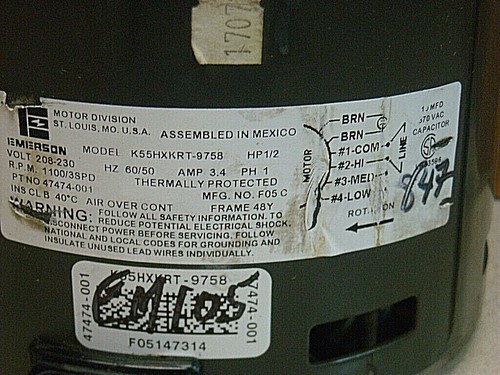 1707
EMERSON
MOTOR DIVISION
ST. LOUIS, MO. U.S.A.
ASSEMBLED IN MEXICO
MODEL K55HXKRT-9758 HP1/2
VOLT 208-230 HZ 60/50 AMP 3.4 PH 1
R.P.M. 1100/3SPD THERMALLY PROTECTED
PTNO 47474-001 MFG. NO. F05 C
INS CL B 40°C AIR OVER CONT FRAME 48Y
WARNING: FOLLOW ALL SAFETY INFORMATION. TO
REDUCE POTENTIAL ELECTRICAL SHOCK,
DISCONNECT POWER BEFORE SERVICING. FOLLOW
NATIONAL AND LOCAL CODES FOR GROUNDING AND
INSULATE UNUSED LEAD WIRES INDIVIDUALLY.
MOTOR
BRN
BRN
#1-COM
#2-HI
#3-MED
#4-LOW
LINE
MFD
370 VAC
CAPACITOR
847
47474-001
K55HXKRT-9758
EM105
47474-001
F05147314